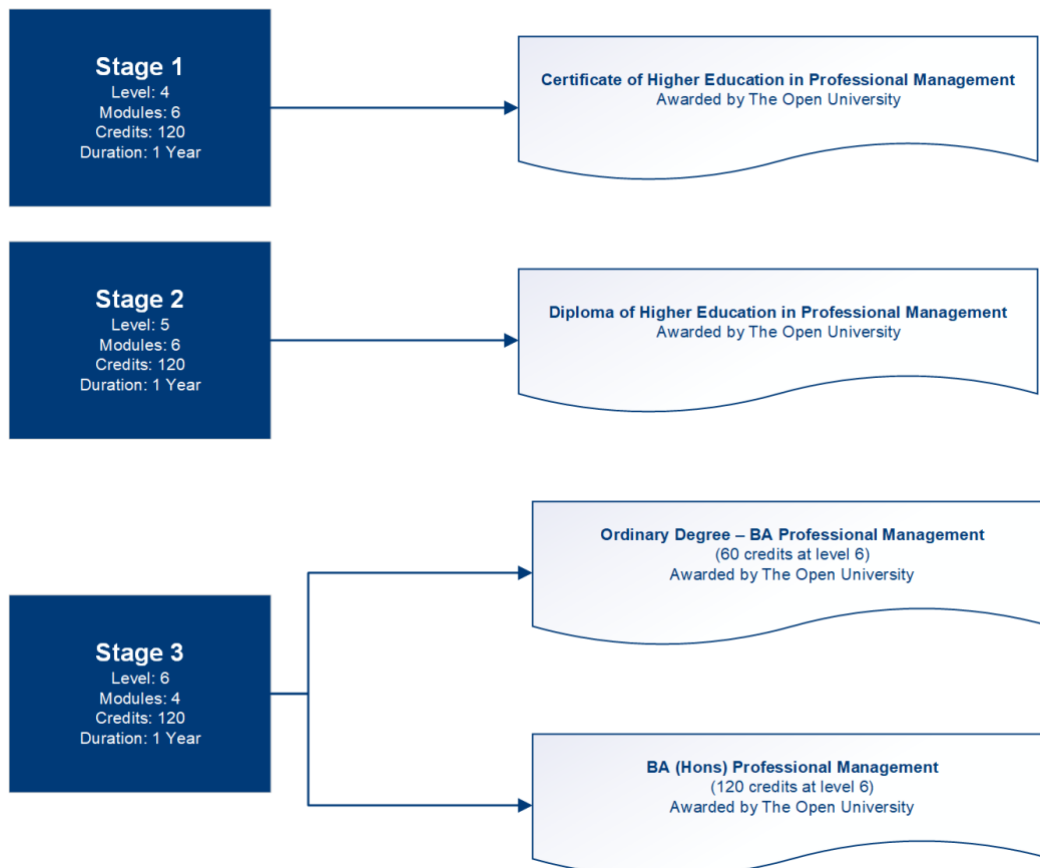 Stage 1
Level: 4
Modules: 6
Credits: 120
Duration: 1 Year
Certificate of Higher Education in Professional Management
Awarded by The Open University
Stage 2
Level: 5
Modules: 6
Credits: 120
Duration: 1 Year
Diploma of Higher Education in Professional Management
Awarded by The Open University
Stage 3
Level: 6
Modules: 4
Credits: 120
Duration: 1 Year
Ordinary Degree – BA Professional Management
(60 credits at level 6)
Awarded by The Open University
BA (Hons) Professional Management
(120 credits at level 6)
Awarded by The Open University